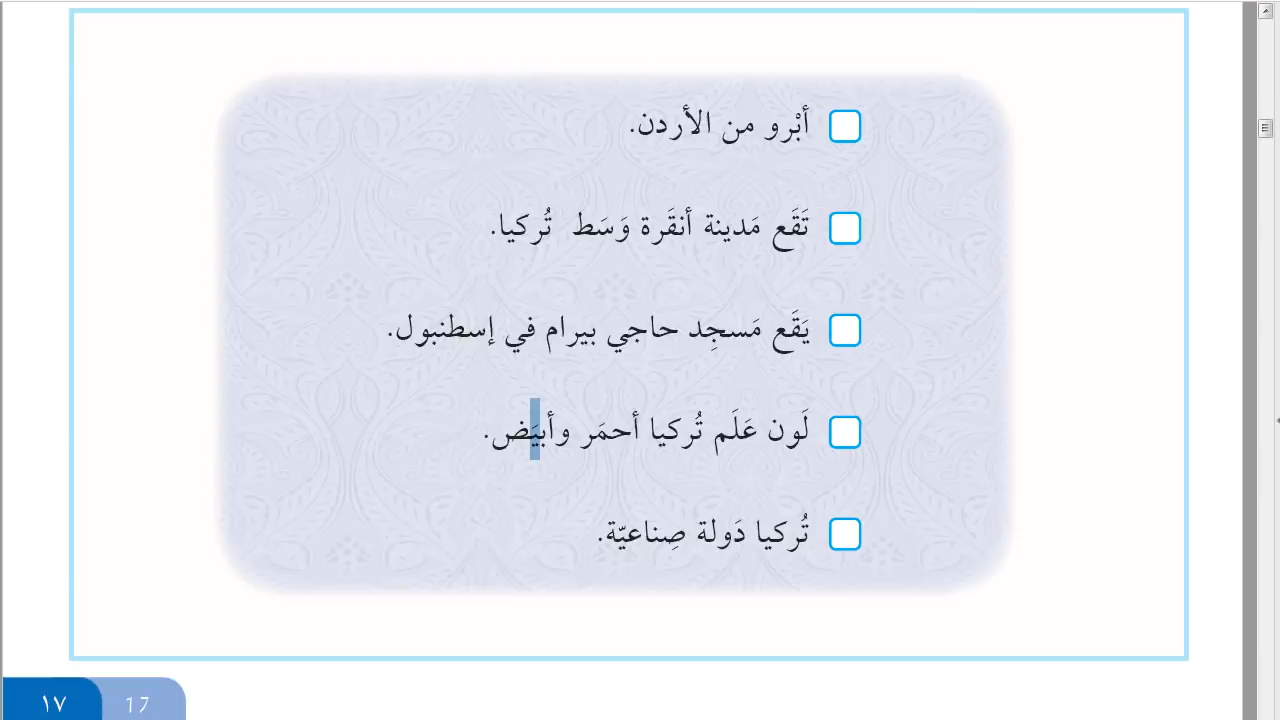 أبْرو من الأردن.
تَقَع مَدينة أنقَرة وَسَط تُركيا.
يَقَع مَسجِد حاجي بيرام في إسطنبول.
لَون عَلَم تُركيا أحمَر وأبيَض.
تُركيا دَولة صِناعيّة.
١٧ 17